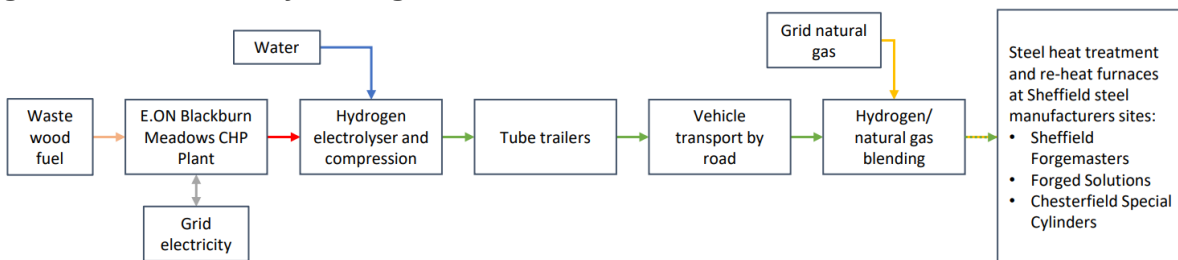 Water
Grid natural
gas
Waste
wood
fuel
E.ON Blackburn
Meadows CHP
Plant
Hydrogen
electrolyser and
compression
Tube trailers
Vehicle
transport by
road
Hydrogen/
natural gas
blending
Steel heat treatment
and re-heat furnaces
at Sheffield steel
manufacturers sites:
• Sheffield
Forgemasters
• Forged Solutions
• Chesterfield Special
Cylinders
Grid
electricity